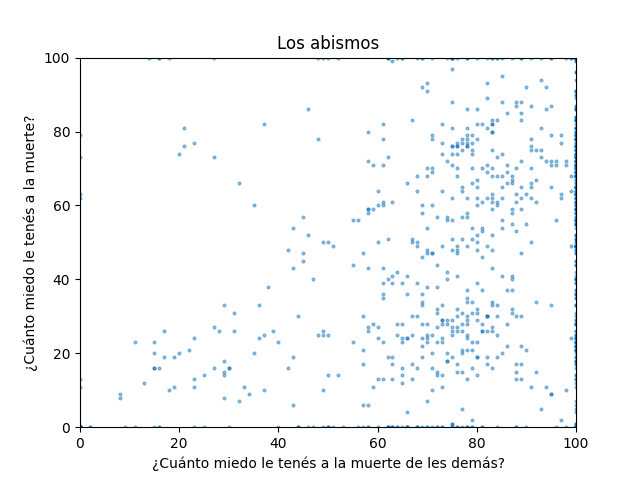 Los abismos
100
80
60
40
20
0
¿Cuánto miedo le tenés a la muerte?
0 20 40 60 80 100
¿Cuánto miedo le tenés a la muerte de les demás?